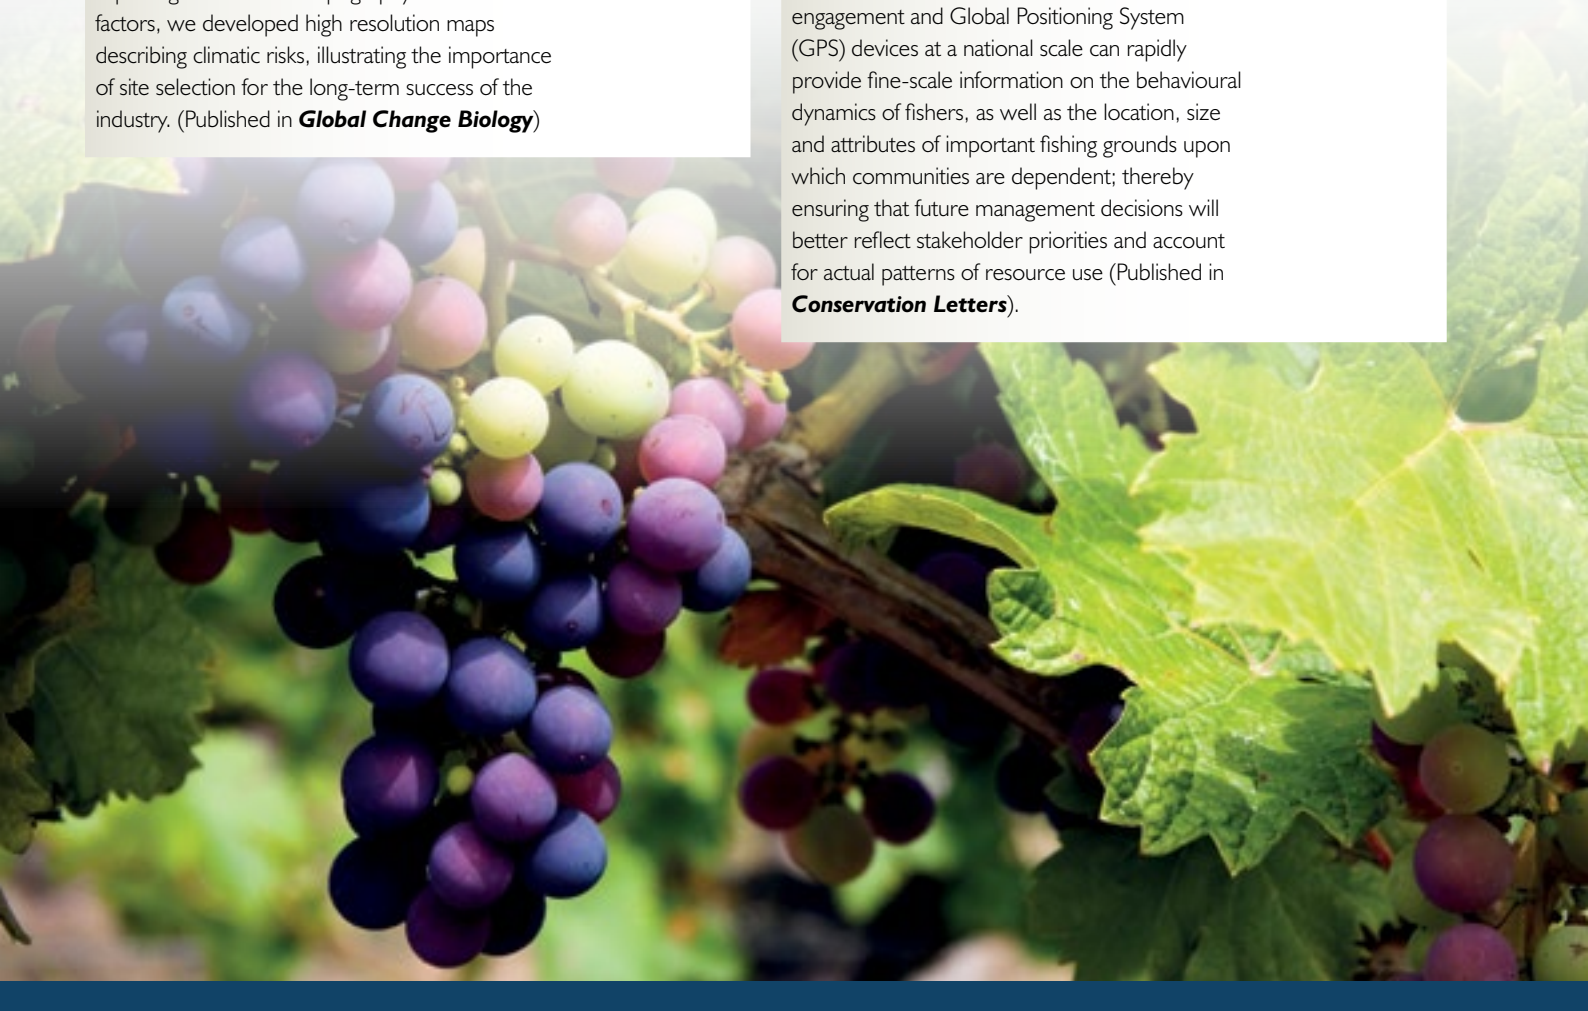 factors, we developed high resolution maps
describing climatic risks, illustrating the importance
of site selection for the long-term success of the
industry. (Published in Global Change Biology)
engagement and Global Positioning System
(GPS) devices at a national scale can rapidly
provide fine-scale information on the behavioural
dynamics of fishers, as well as the location, size
and attributes of important fishing grounds upon
which communities are dependent; thereby
ensuring that future management decisions will
better reflect stakeholder priorities and account
for actual patterns of resource use (Published in
Conservation Letters).